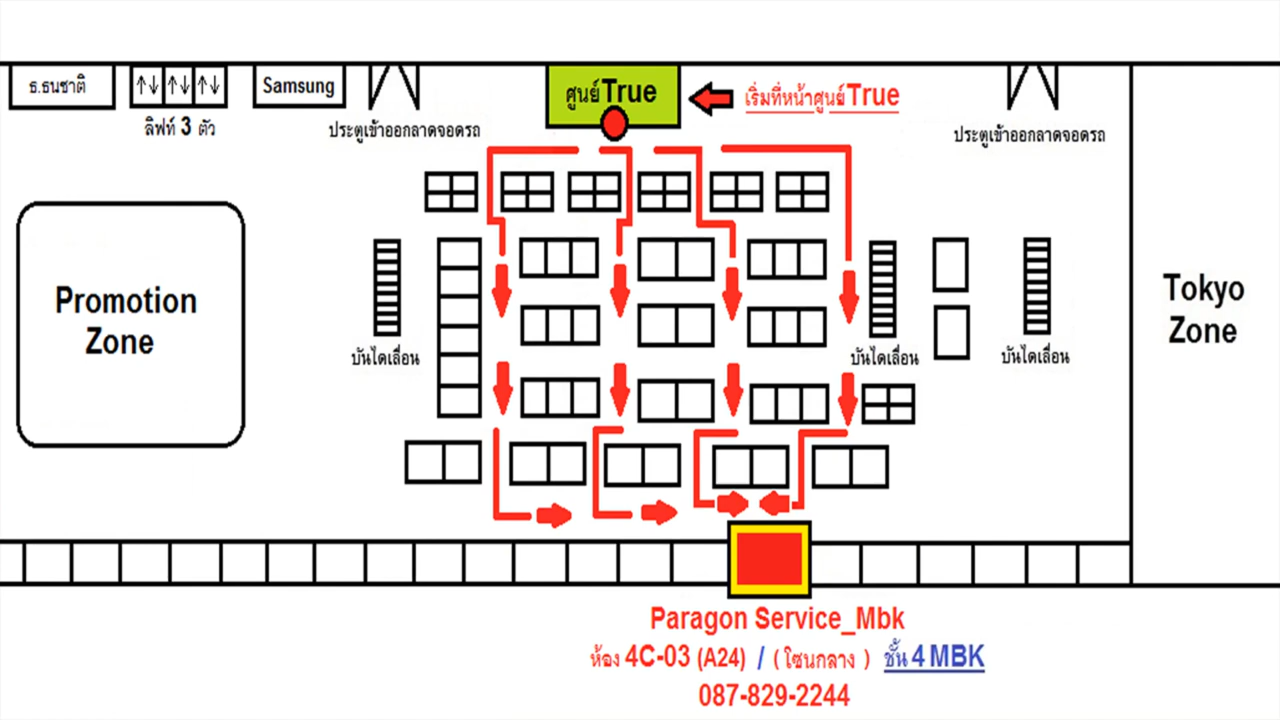 ธ.ธนชาติ
Samsung
ศูนย์ True
เริ่มที่หน้าศูนย์ True
ลิฟท์ 3 ตัว
ประตูเข้าออกลาดจอดรถ
ประตูเข้าออกลาดจอดรถ
Promotion
Zone
Tokyo
Zone
บันไดเลื่อน
บันไดเลื่อน
บันไดเลื่อน
Paragon Service_Mbk
ห้อง 4C-03 (A24) / ( โซนกลาง ) ชั้น 4 MBK
087-829-2244